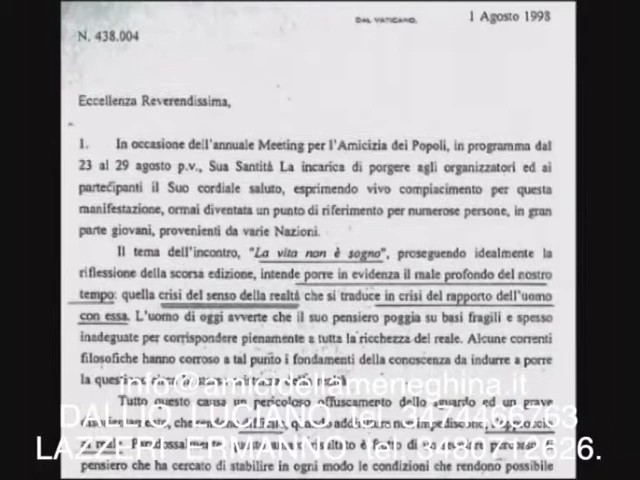 DAL VATICANO, 1 Agosto 1998
N. 438.004
Eccellenza Reverendissima,
1. In occasione dell'annuale Meeting per l'Amicizia dei Popoli, in programma dal
23 al 29 agosto p.v., Sua Santità La incarica di porgere agli organizzatori ed ai
partecipanti il Suo cordiale saluto, esprimendo vivo compiacimento per questa
manifestazione, ormai diventata un punto di riferimento per numerose persone, in gran
parte giovani, provenienti da varie Nazioni.
Il tema dell'incontro, "La vita non è sogno", proseguendo idealmente la
riflessione della scorsa edizione, intende porre in evidenza il male profondo del nostro
tempo: quella crisi del senso della realtà che si traduce in crisi del rapporto dell'uomo
con essa. L'uomo di oggi avverte che il suo pensiero poggia su basi fragili e spesso
inadeguate per corrispondere pienamente a tutta la ricchezza del reale. Alcune correnti
filosofiche hanno corroso a tal punto i fondamenti della conoscenza da indurre a porre
la
info@amicidellameneghina.it
Tutto questo causa un pericoloso offuscamento dello sguardo ed un grave
DALLIO LUCIANO tel. 3474466763
LAZZERI ERMANNO tel 3480712626.
pensiero che ha cercato di stabilire in ogni modo le condizioni che rendono possibile